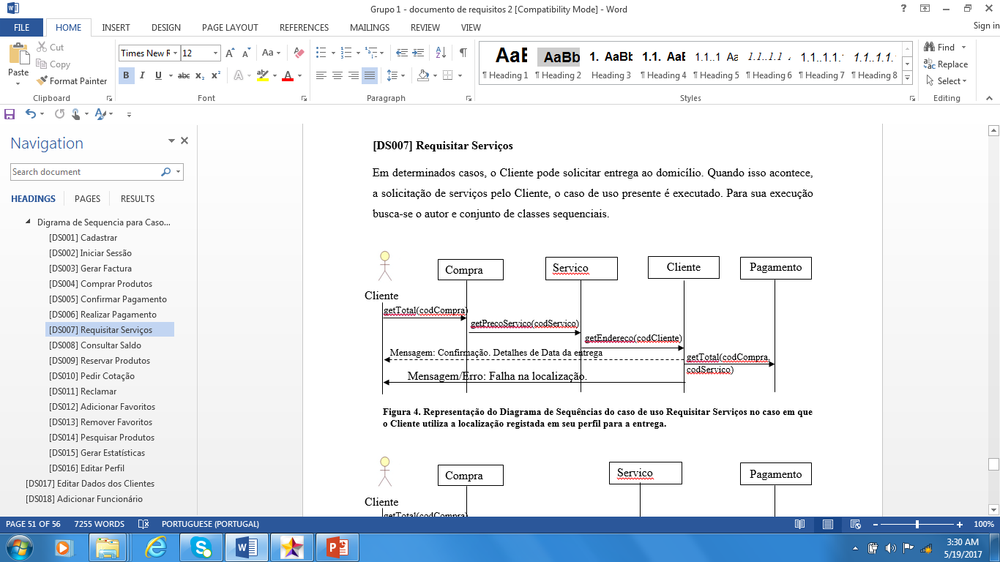 Grupo 1 - documento de requisitos 2 [Compatibility Mode] - Word
Sign in
FILE HOME INSERT DESIGN PAGE LAYOUT REFERENCES MAILINGS REVIEW VIEW
Paste
Cut
Copy
Format Painter
Clipboard
Times New R 12
Font
Paragraph
AaB AaBb 1. AaBb 1.1. AaB 1.1..1 Aa 1.1..1.1 A 1.1..1.1. 1.1..1.1.
¶ Heading 1 ¶ Heading 2 Heading 3 ¶ Heading 4 ¶ Heading 5 ¶ Heading 6 ¶ Heading 7 ¶ Heading 8
Styles
Find
Replace
Select
Editing
Navigation
Search document
HEADINGS PAGES RESULTS
Digrama de Sequencia para Caso...
[DS001] Cadastrar
[DS002] Iniciar Sessão
[DS003] Gerar Factura
[DS004] Comprar Produtos
[DS005] Confirmar Pagamento
[DS006] Realizar Pagamento
[DS007] Requisitar Serviços
[DS008] Consultar Saldo
[DS009] Reservar Produtos
[DS010] Pedir Cotação
[DS011] Reclamar
[DS012] Adicionar Favoritos
[DS013] Remover Favoritos
[DS014] Pesquisar Produtos
[DS015] Gerar Estatísticas
[DS016] Editar Perfil
[DS017] Editar Dados dos Clientes
[DS018] Adicionar Funcionário
[DS007] Requisitar Serviços
Em determinados casos, o Cliente pode solicitar entrega ao domicílio. Quando isso acontece,
a solicitação de serviços pelo Cliente, o caso de uso presente é executado. Para sua execução
busca-se o autor e conjunto de classes sequenciais.
Compra Servico Cliente Pagamento
Cliente
getTotal(codCompra)
getPrecoServico(codServico)
getEndereco(codCliente)
Mensagem: Confirmação. Detalhes de Data da entrega
getTotal(codCompra,
codServico)
Mensagem/Erro: Falha na localização.
Figura 4. Representação do Diagrama de Sequências do caso de uso Requisitar Serviços no caso em que
o Cliente utiliza a localização registada em seu perfil para a entrega.
Compra Servico Pagamento
Cliente
getTotal(codCompra)
PAGE 51 OF 56 7255 WORDS PORTUGUESE (PORTUGAL) 100%
3:30 AM
5/19/2017